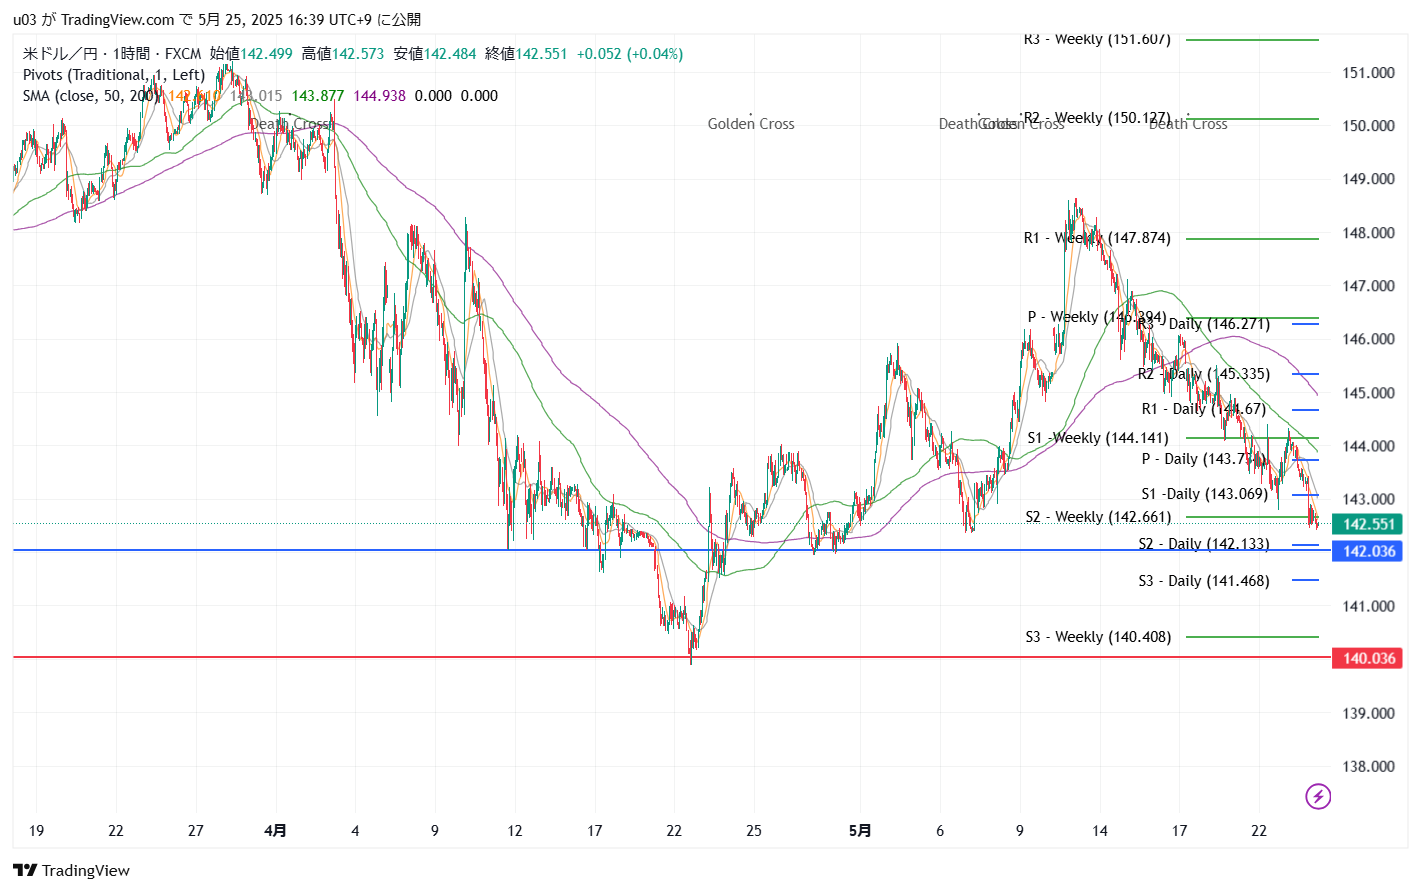 u03 が TradingView.com で 5月 25, 2025 16:39 UTC+9 に公開
米ドル／円・1時間・FXCM 始値142.499 高値142.573 安値142.484 終値142.551 +0.052 (+0.04%)
Pivots (Traditional, 1, Left)
SMA (close, 50, 200) 143.877 144.938 0.000 0.000
R3 - Weekly (151.607)
R2 - Weekly (150.127)
Death Cross
Golden Cross
Death Cross
Golden Cross
Death Cross
R1 - Weekly (147.874)
P - Weekly (146.394)
R3 - Daily (146.271)
R2 - Daily (145.335)
R1 - Daily (144.67)
S1 - Weekly (144.141)
P - Daily
S1 - Daily (143.069)
S2 - Weekly (142.661)
S2 - Daily (142.133)
S3 - Daily (141.468)
S3 - Weekly (140.408)
151.000
150.000
149.000
148.000
147.000
146.000
145.000
144.000
143.000
142.551
142.036
141.000
140.036
139.000
138.000
19 22 27 4月 4 9 12 17 22 25 5月 6 9 14 17 22
TradingView